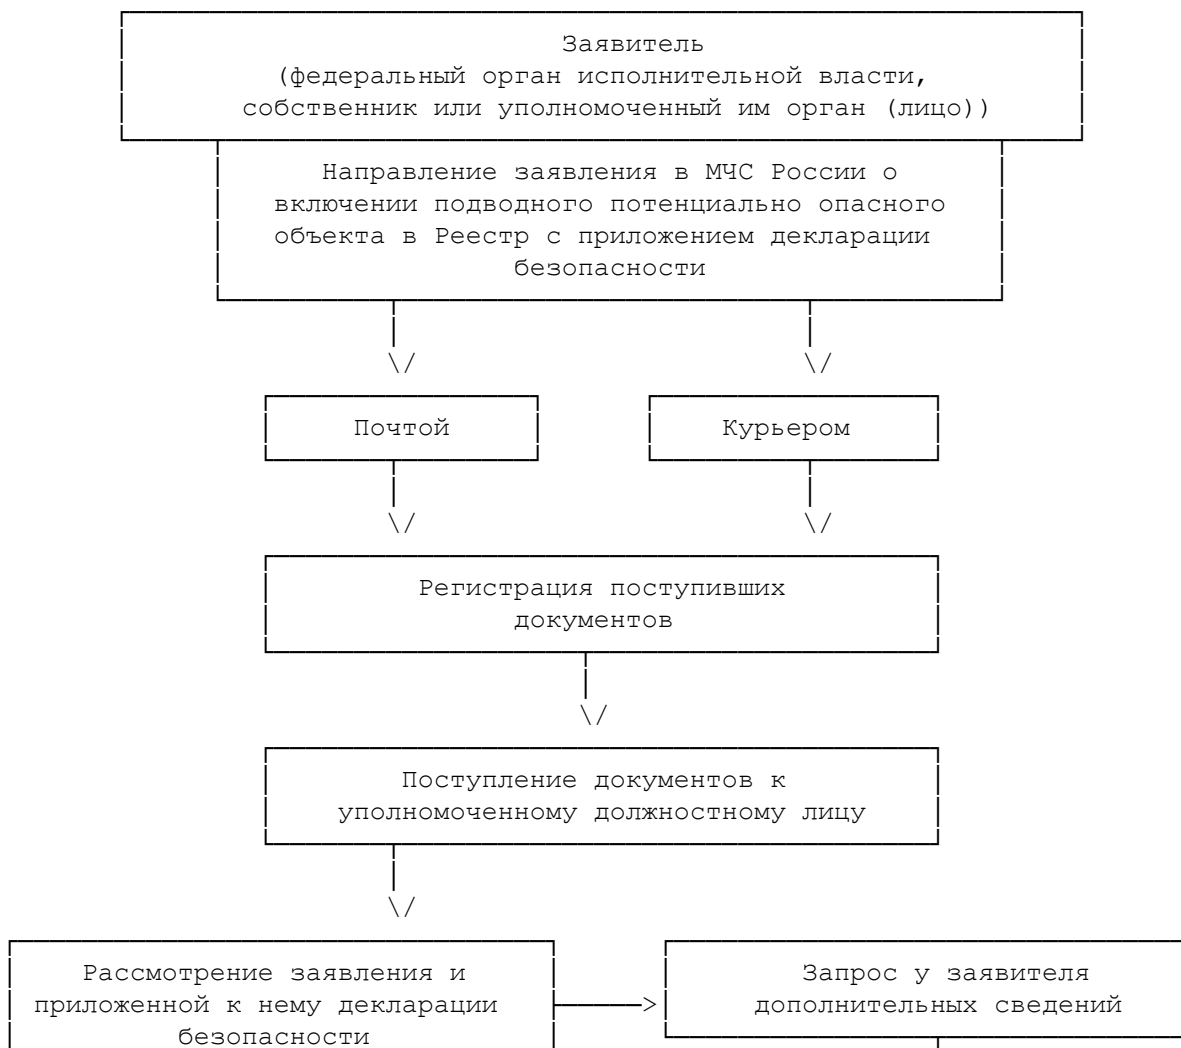 Заявитель
(федеральный орган исполнительной власти,
собственник или уполномоченный им орган (лицо))
Направление заявления в МЧС России о
включении подводного потенциально опасного
объекта в Реестр с приложением декларации
безопасности
Почтой
Курьером
Регистрация поступивших
документов
Поступление документов к
уполномоченному должностному лицу
Рассмотрение заявления и
приложенной к нему декларации
безопасности
Запрос у заявителя
дополнительных сведений